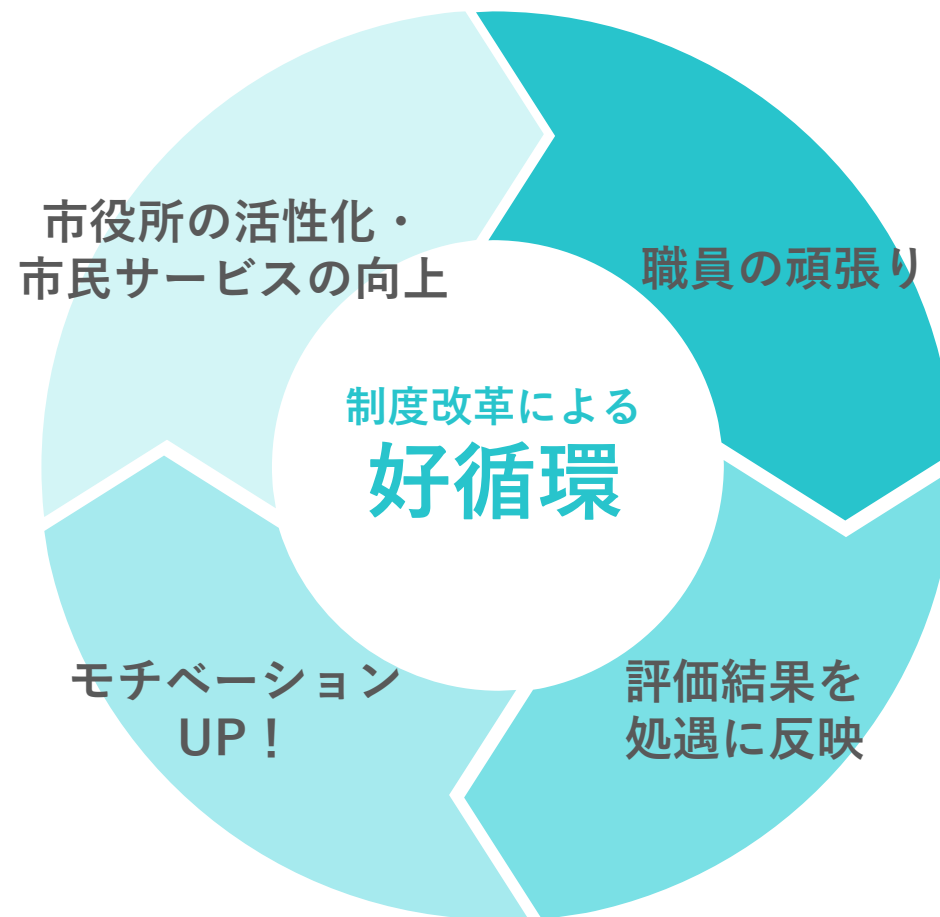 市役所の活性化・
市民サービスの向上
職員の頑張り
制度改革による
好循環
モチベーション
UP！
評価結果を
処遇に反映